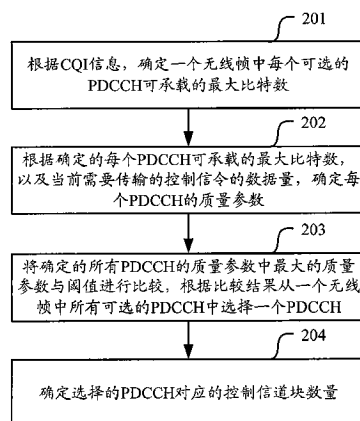 201
根据CQI信息，确定一个无线帧中每个可选的
PDCCH可承载的最大比特数
202
根据确定的每个PDCCH可承载的最大比特数，
以及当前需要传输的控制信令的数据量，确定每
个PDCCH的质量参数
203
将确定的所有PDCCH的质量参数中最大的质量
参数与阈值进行比较，根据比较结果从一个无线
帧中所有可选的PDCCH中选择一个PDCCH
204
确定选择的PDCCH对应的控制信道块数量